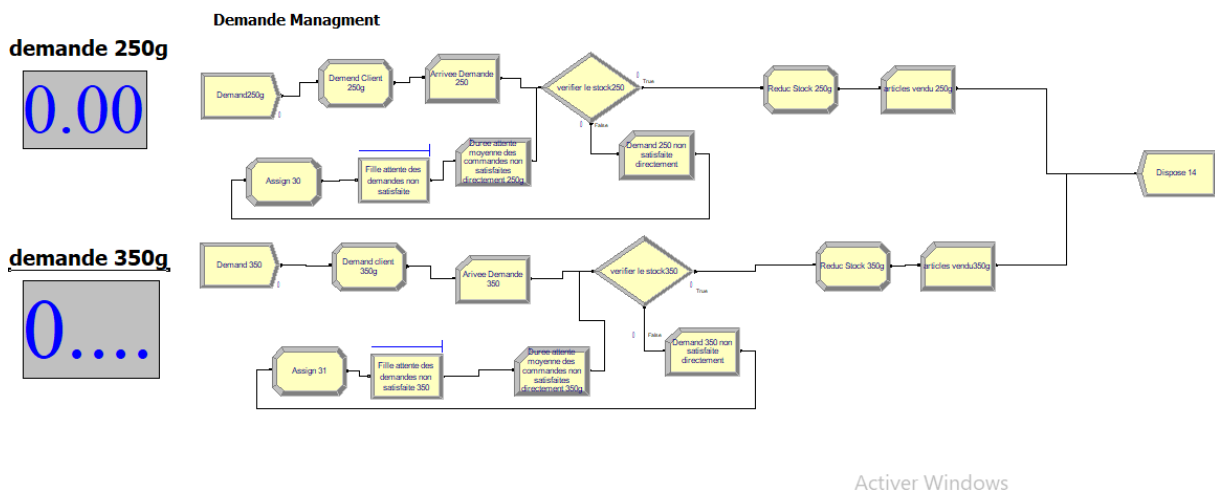 Demande Managment
demande 250g
0.00
Demand250g
Demend Client
250g
Arrivee Demande
250
verifier le stock250
True
False
Reduc Stock 250g
articles vendu 250g
Assign 30
Fille attente des
demandes non
satisfaite
Duree attente
moyenne des
commandes non
satisfaites
directement 250g
Demand 250 non
satisfaite
directement
Dispose 14
demande 350g
0....
Demand 350
Demand client
350g
Arivee Demande
350
verifier le stock350
True
False
Reduc Stock 350g
articles vendu350g
Assign 31
Fille attente des
demandes non
satisfaite 350
Duree attente
moyenne des
commandes non
satisfaites
directement 350g
Demand 350 non
satisfaite
directement
Activer Windows